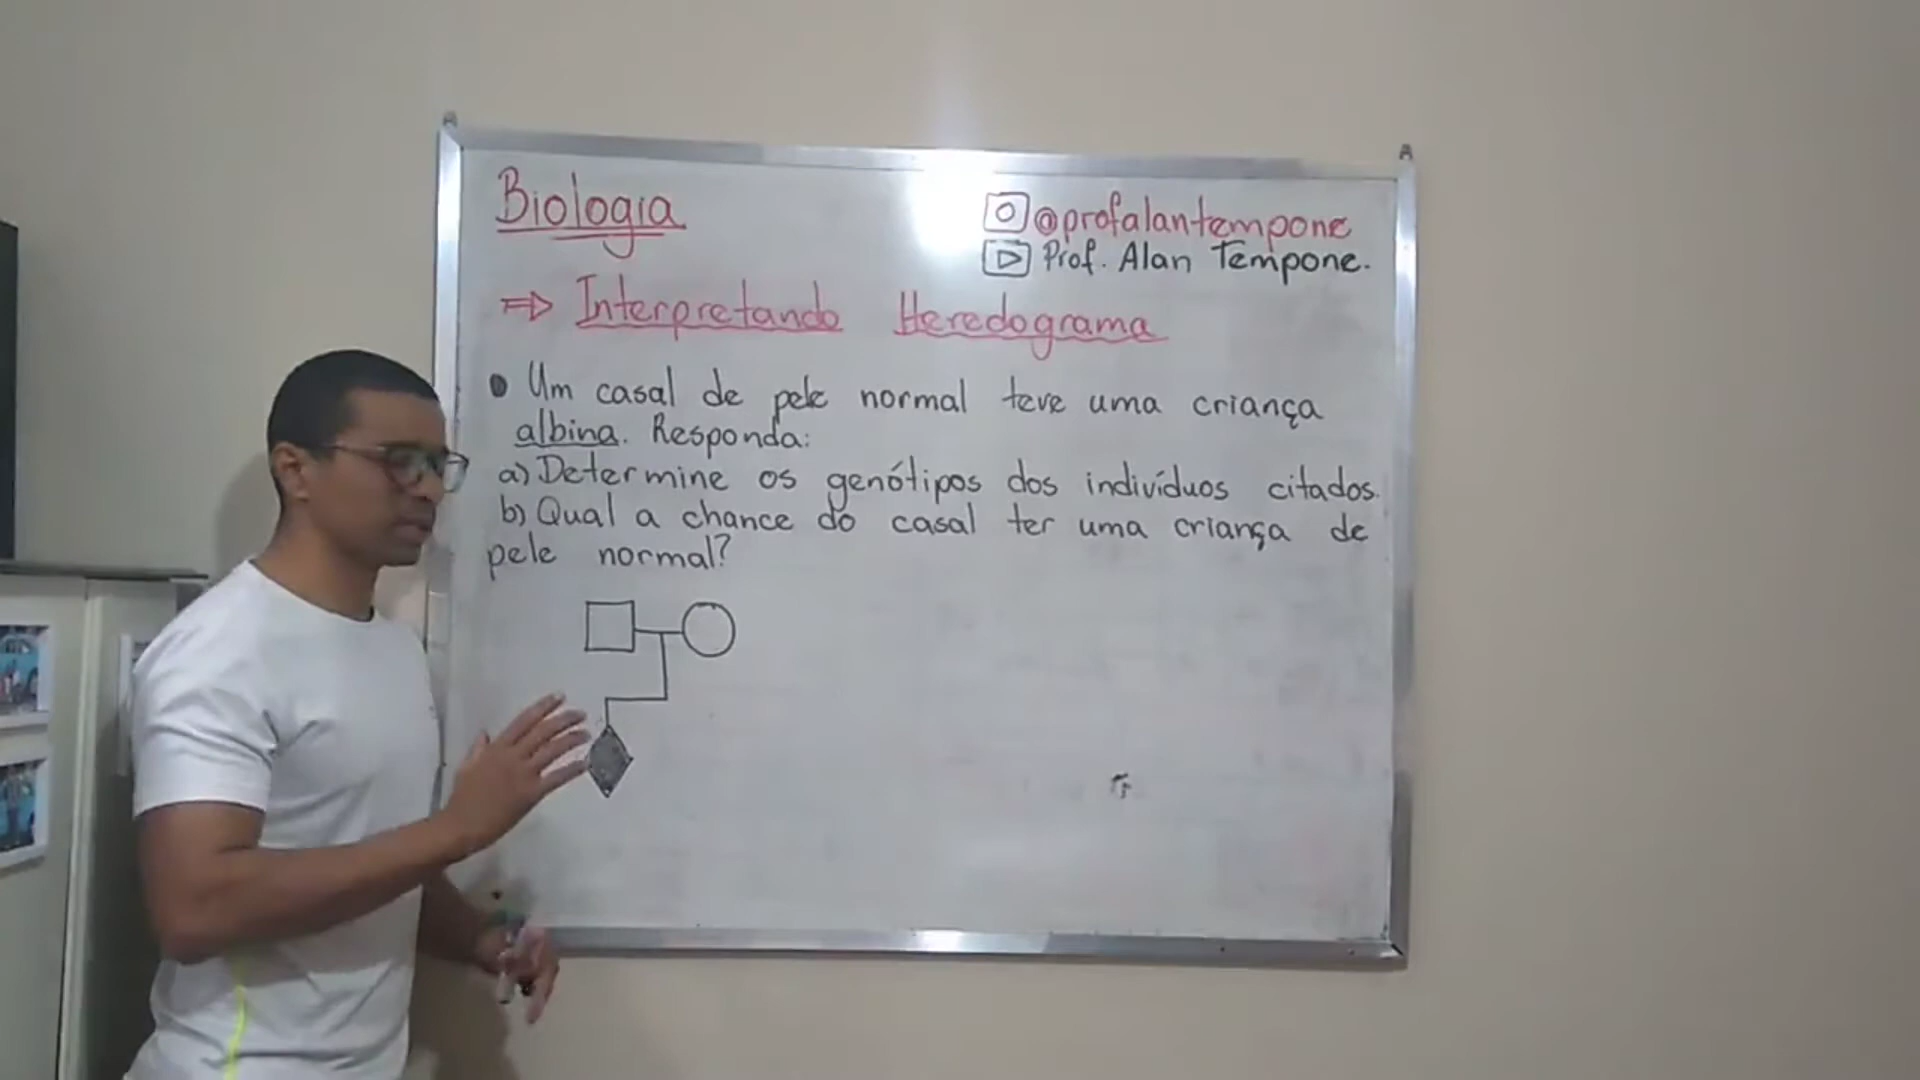 Biologia
@profalantempone
Prof. Alan Tempone.
⇒ Interpretando Heredograma
• Um casal de pele normal teve uma criança
albina. Responda:
a) Determine os genótipos dos indivíduos citados.
b) Qual a chance do casal ter uma criança de
pele normal?